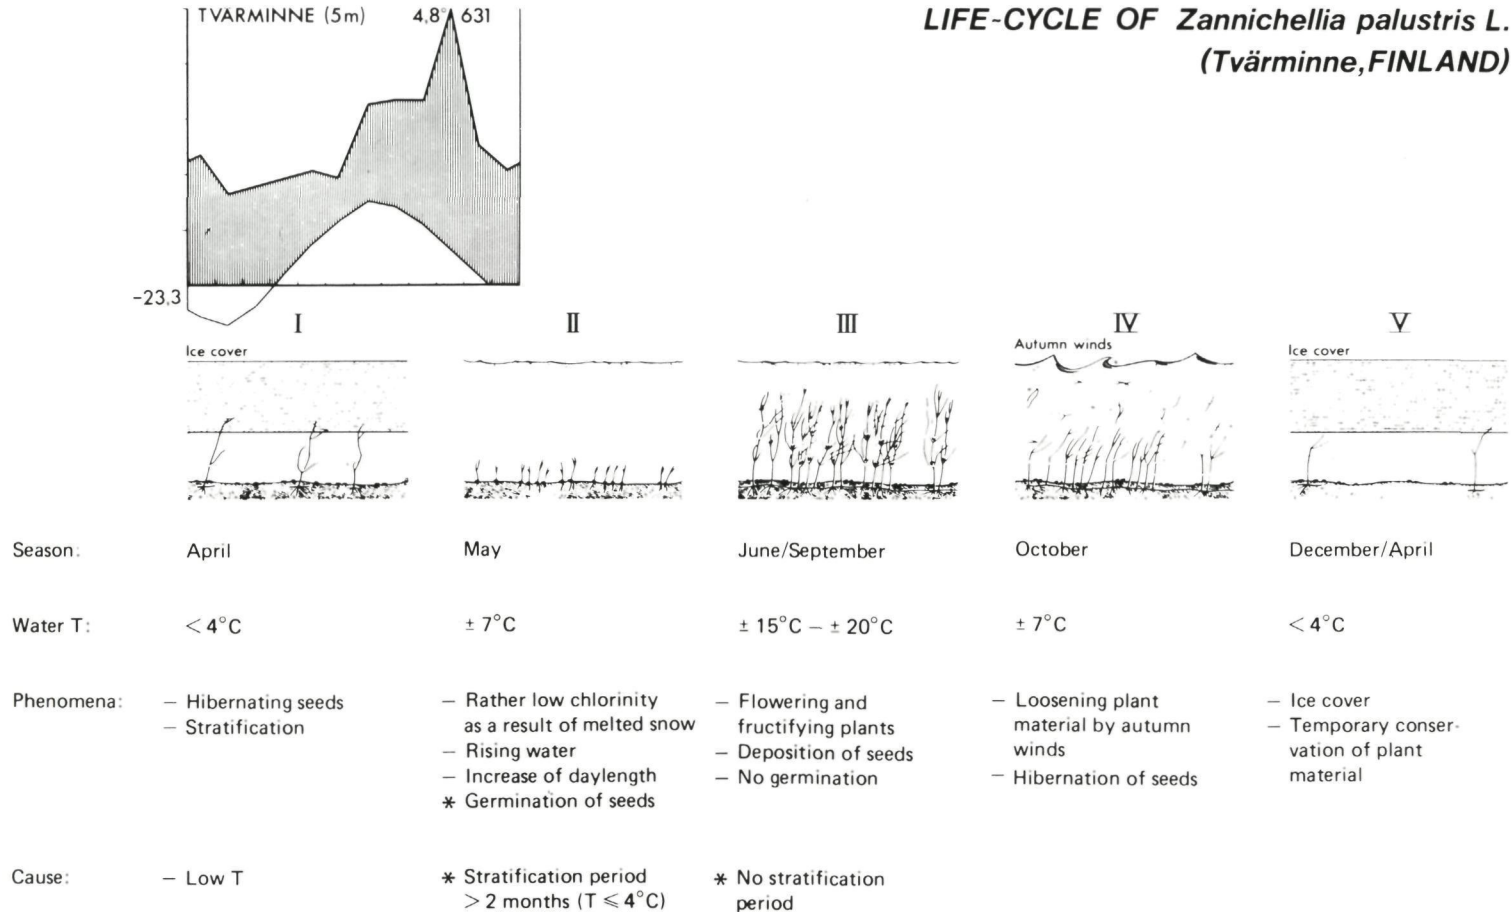 TVÄRMINNE (5m) 4,8° 631
LIFE-CYCLE OF Zannichellia palustris L.
(Tvärminne,FINLAND)
-23,3
I II III IV V
Ice cover
Autumn winds
Ice cover
Season: April May June/September October December/April
Water T: < 4°C ± 7°C ± 15°C – ± 20°C ± 7°C < 4°C
Phenomena: – Hibernating seeds – Rather low chlorinity – Flowering and – Loosening plant – Ice cover
– Stratification as a result of melted snow fructifying plants material by autumn – Temporary conser-
– Rising water – Deposition of seeds winds vation of plant
– Increase of daylength – No germination – Hibernation of seeds material
* Germination of seeds
Cause: – Low T * Stratification period * No stratification
> 2 months (T ⩽ 4°C) period